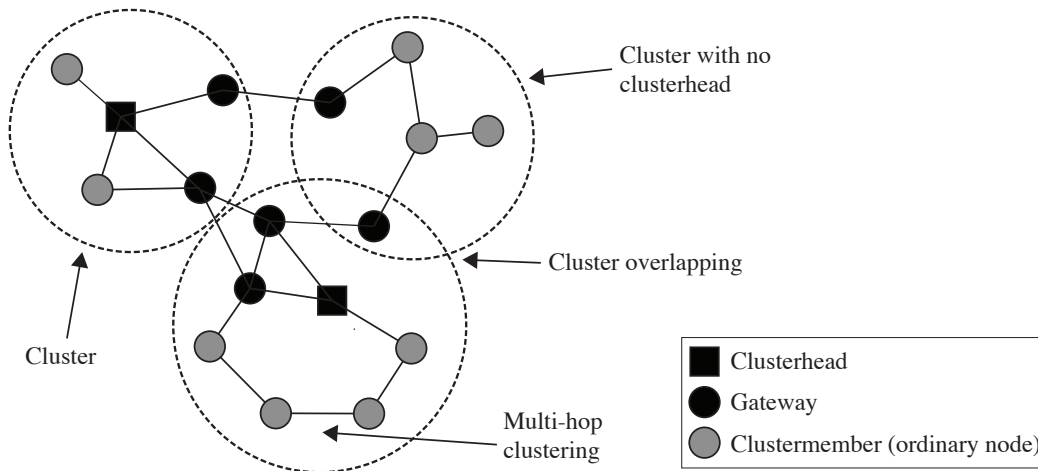 Cluster with no
clusterhead
Cluster overlapping
Cluster
Multi-hop
clustering
Clusterhead
Gateway
Clustermember (ordinary node)